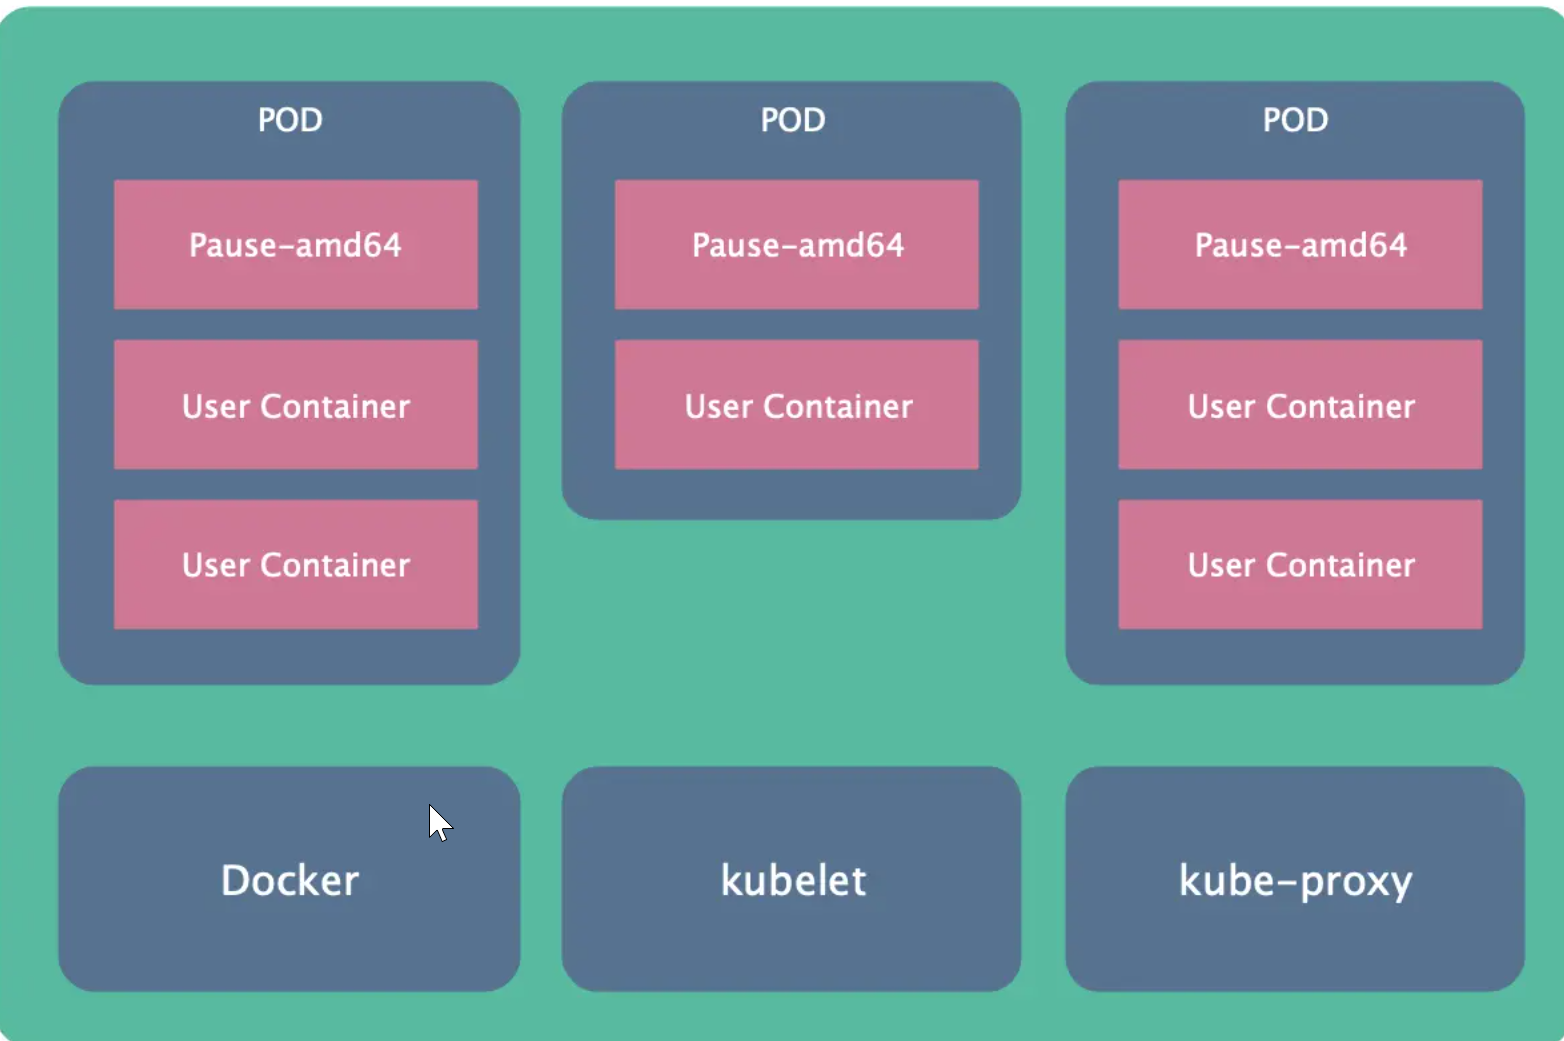 POD
Pause-amd64
User Container
User Container
POD
Pause-amd64
User Container
POD
Pause-amd64
User Container
User Container
Docker
kubelet
kube-proxy